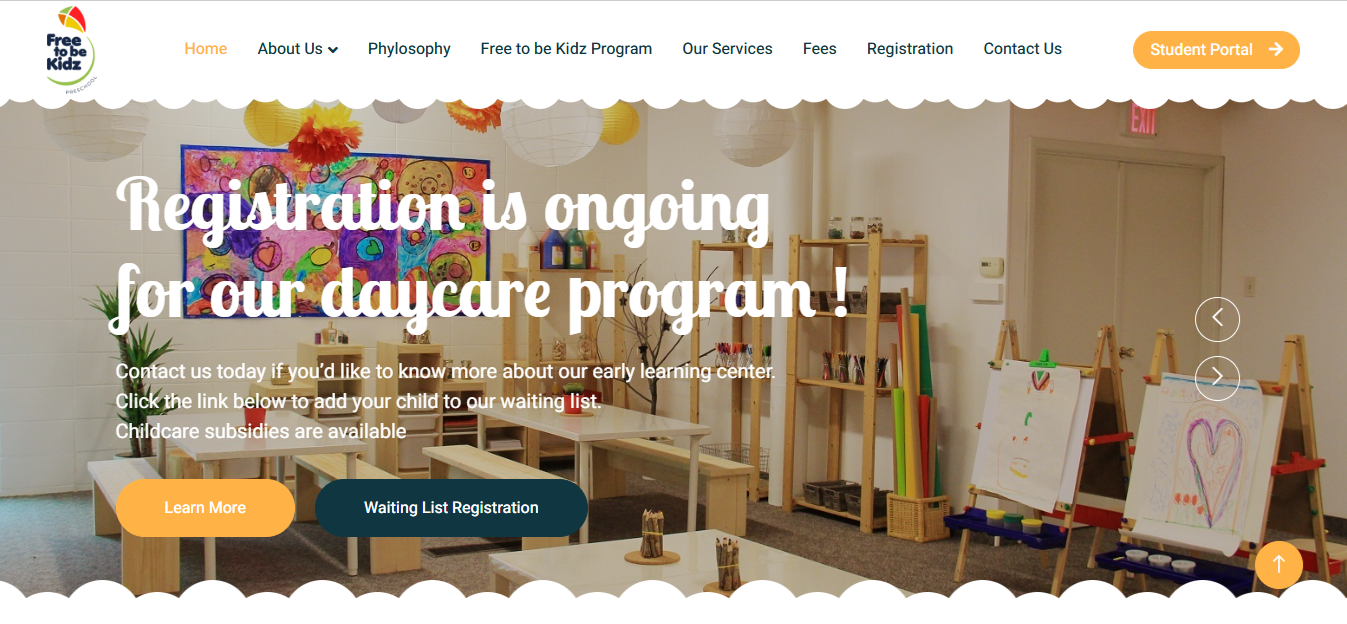 Free
to be
Kidz
PRESCHOOL
Home
About Us
Phylosophy
Free to be Kidz Program
Our Services
Fees
Registration
Contact Us
Student Portal
EXIT
Registration is ongoing
for our daycare program !
Contact us today if you’d like to know more about our early learning center.
Click the link below to add your child to our waiting list.
Childcare subsidies are available
Learn More
Waiting List Registration